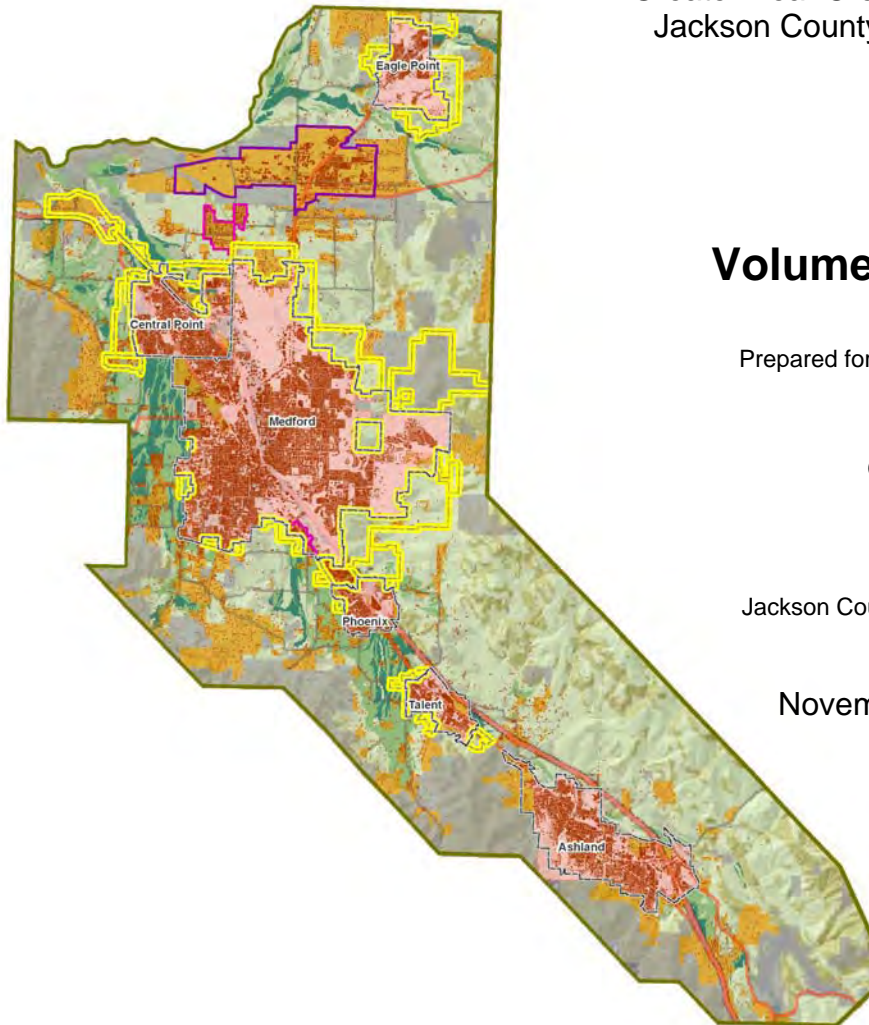 Jackson County
Eagle Point
Volume
Central Point
Prepared for
Medford
Jackson Cou
Phoenix
Novem
Talent
Ashland